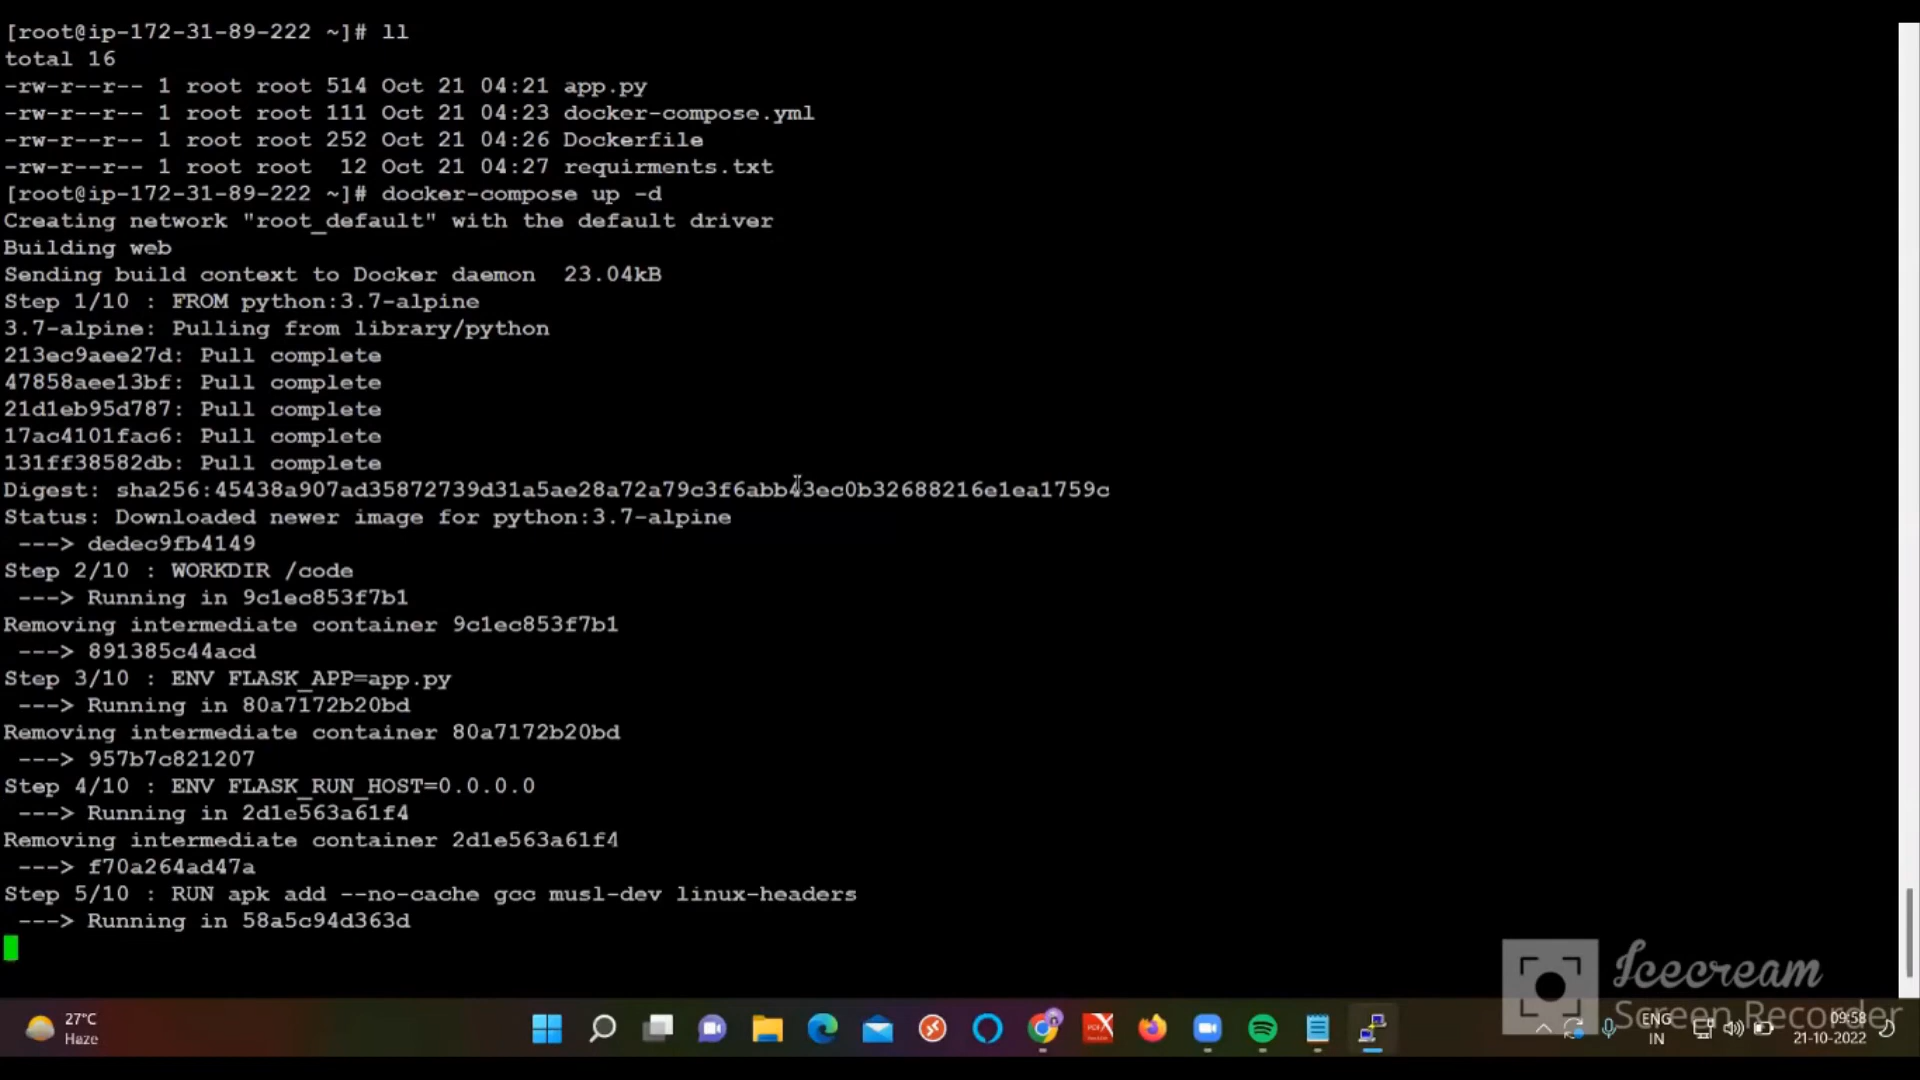 [root@ip-172-31-89-222 ~]# ll
total 16
-rw-r--r-- 1 root root 514 Oct 21 04:21 app.py
-rw-r--r-- 1 root root 111 Oct 21 04:23 docker-compose.yml
-rw-r--r-- 1 root root 252 Oct 21 04:26 Dockerfile
-rw-r--r-- 1 root root  12 Oct 21 04:27 requirments.txt
[root@ip-172-31-89-222 ~]# docker-compose up -d
Creating network "root_default" with the default driver
Building web
Sending build context to Docker daemon  23.04kB
Step 1/10 : FROM python:3.7-alpine
3.7-alpine: Pulling from library/python
213ec9aee27d: Pull complete
47858aee13bf: Pull complete
21d1eb95d787: Pull complete
17ac4101fac6: Pull complete
131ff38582db: Pull complete
Digest: sha256:45438a907ad35872739d31a5ae28a72a79c3f6abb43ec0b32688216e1ea1759c
Status: Downloaded newer image for python:3.7-alpine
 ---> dedec9fb4149
Step 2/10 : WORKDIR /code
 ---> Running in 9c1ec853f7b1
Removing intermediate container 9c1ec853f7b1
 ---> 891385c44acd
Step 3/10 : ENV FLASK_APP=app.py
 ---> Running in 80a7172b20bd
Removing intermediate container 80a7172b20bd
 ---> 957b7c821207
Step 4/10 : ENV FLASK_RUN_HOST=0.0.0.0
 ---> Running in 2d1e563a61f4
Removing intermediate container 2d1e563a61f4
 ---> f70a264ad47a
Step 5/10 : RUN apk add --no-cache gcc musl-dev linux-headers
 ---> Running in 58a5c94d363d
Icecream
Screen Recorder
27°C
Haze
ENG
IN
09:58
21-10-2022